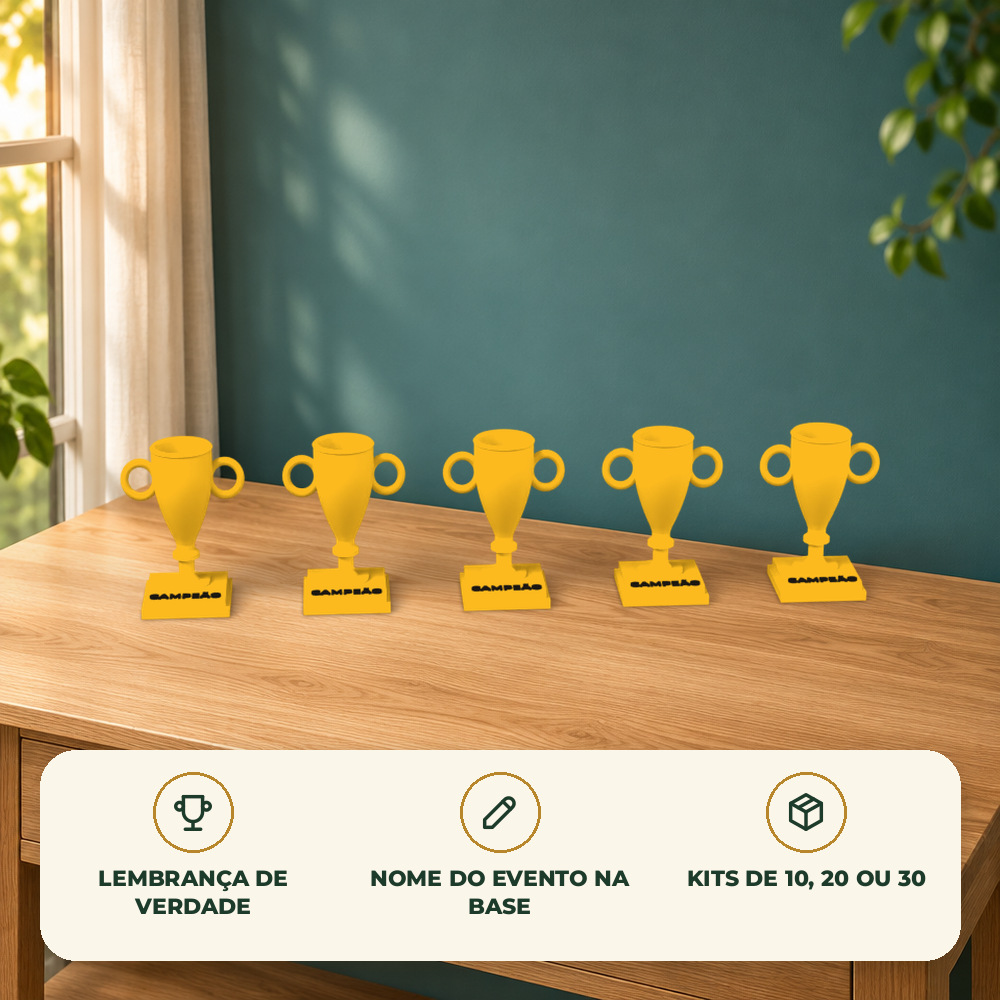 CAMPEÃO CAMPEÃO CAMPEÃO CAMPEÃO CAMPEÃO
LEMBRANÇA DE
VERDADE
NOME DO EVENTO NA
BASE
KITS DE 10, 20 OU 30